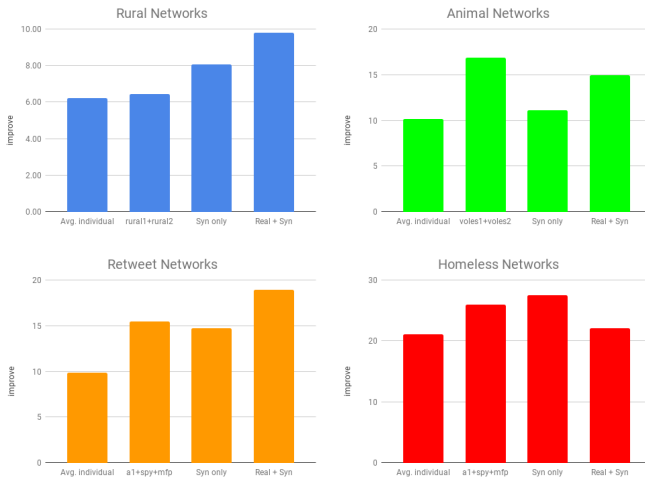 Rural Networks
improve
10.00
8.00
6.00
4.00
2.00
0.00
Avg. individual rural1+rural2 Syn only Real + Syn
Animal Networks
improve
20
15
10
5
0
Avg. individual voles1+voles2 Syn only Real + Syn
Retweet Networks
improve
20
15
10
5
0
Avg. individual a1+spy+mfp Syn only Real + Syn
Homeless Networks
improve
30
20
10
0
Avg. individual a1+spy+mfp Syn only Real + Syn